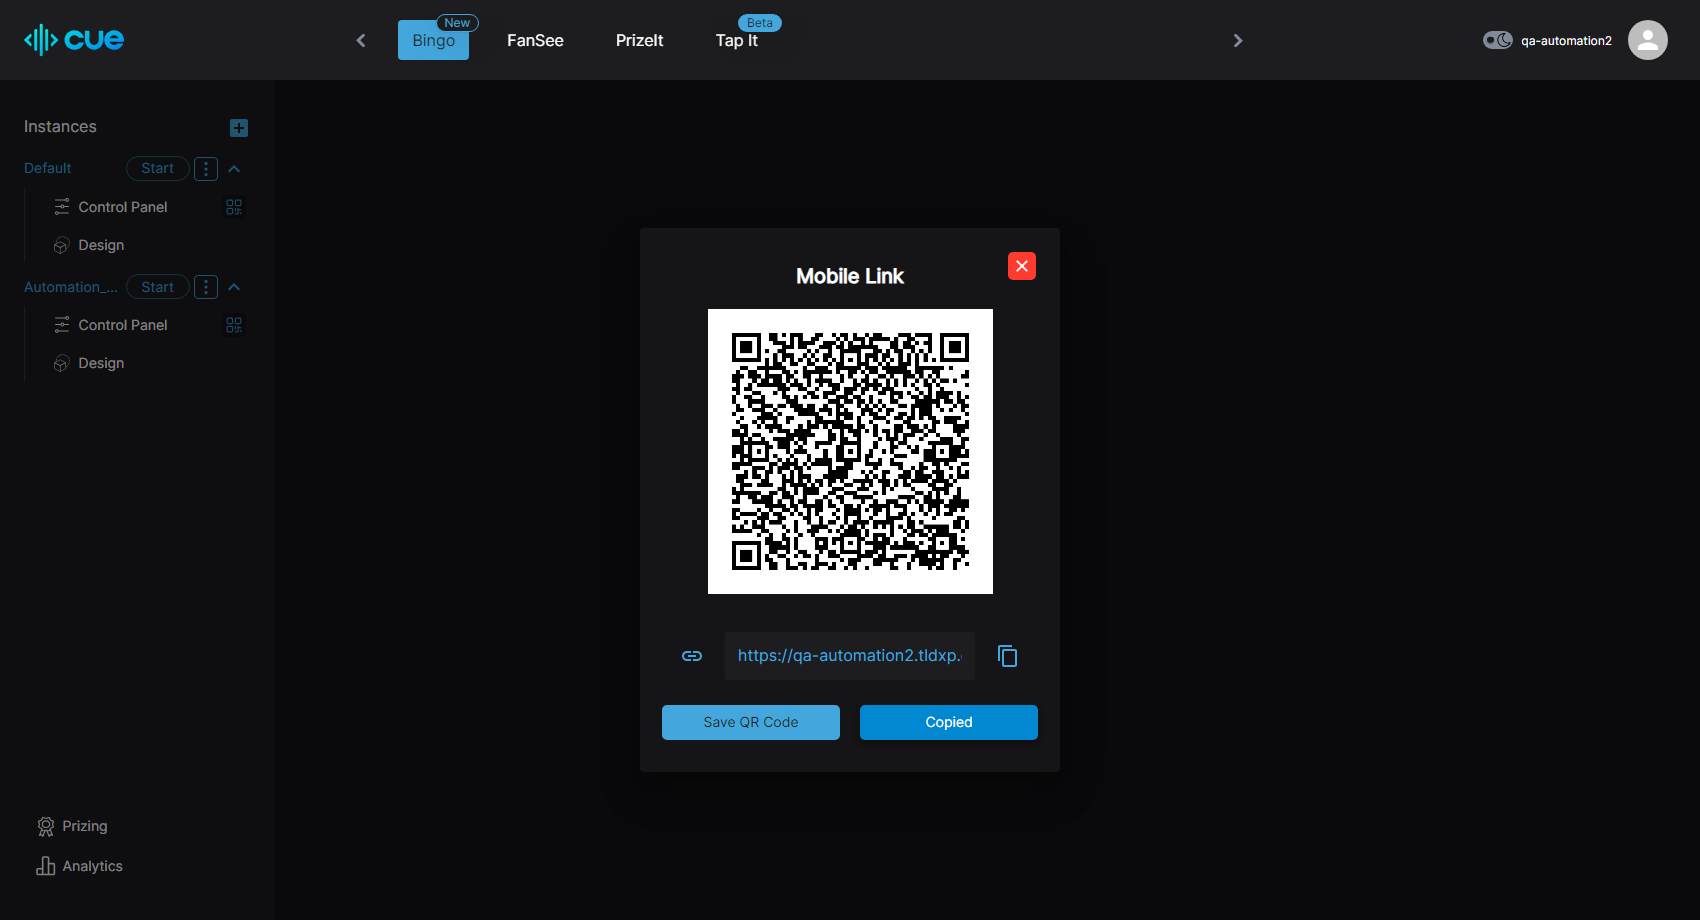 cue
Bingo
New
FanSee
PrizeIt
Tap It
Beta
qa-automation2
Instances
Default
Start
Control Panel
Design
Automation_...
Start
Control Panel
Design
Mobile Link
https://qa-automation2.tldxp.
Save QR Code
Copied
Prizing
Analytics